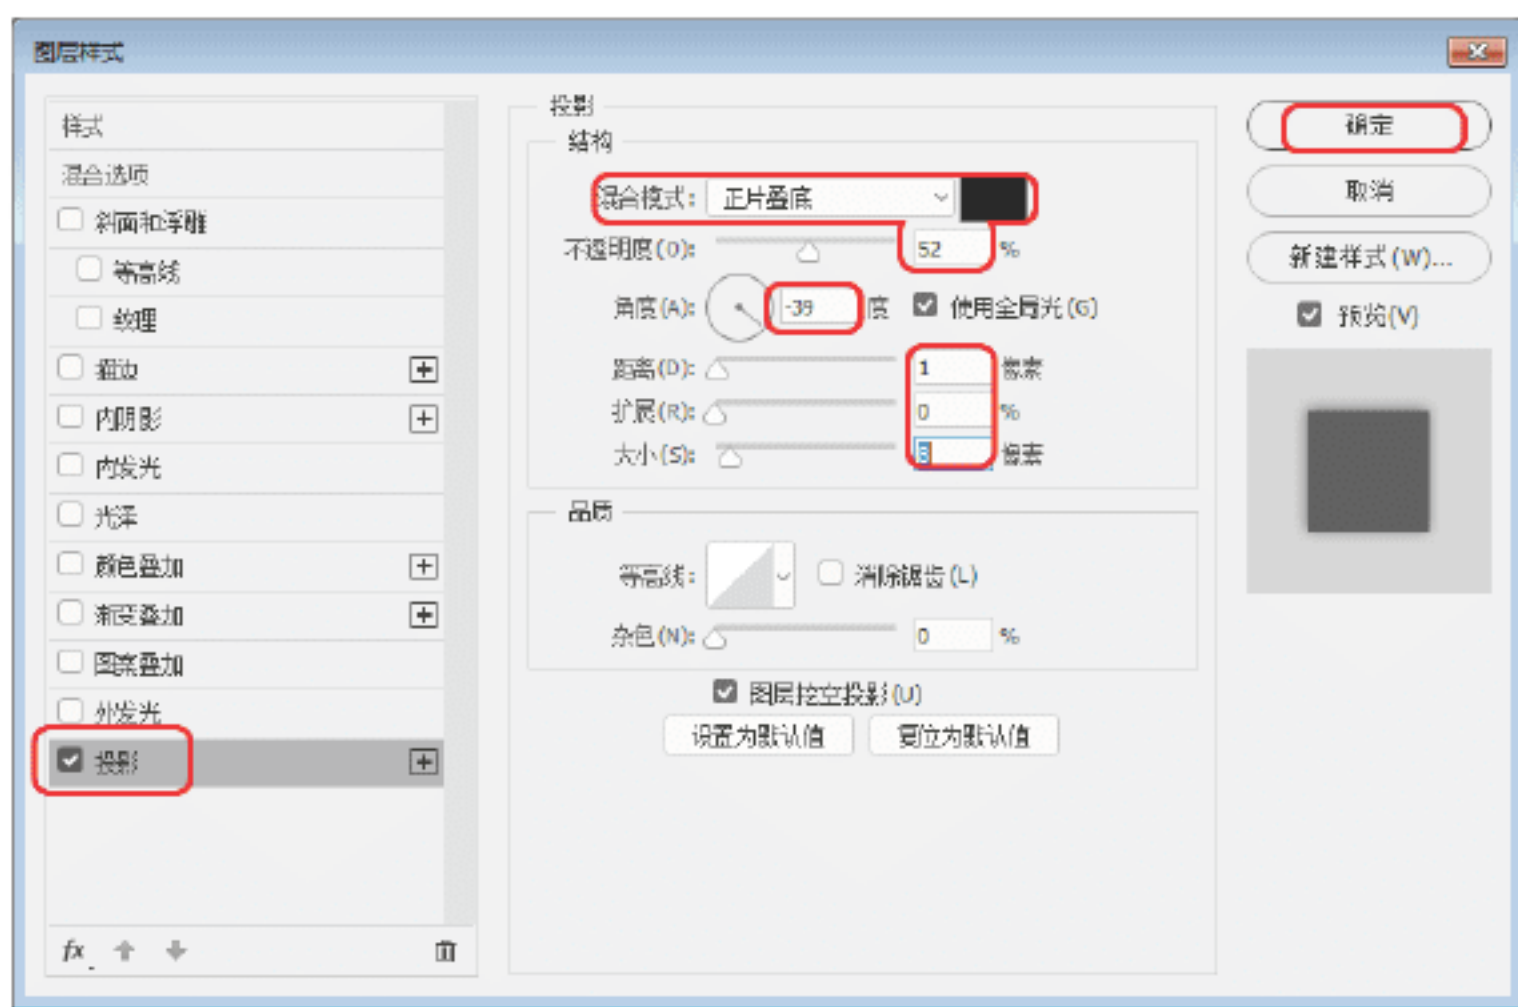 图层样式
样式
混合选项
斜面和浮雕
等高线
纹理
描边
内阴影
内发光
光泽
颜色叠加
渐变叠加
图案叠加
外发光
投影
fx
投影
结构
混合模式: 正片叠底
不透明度(O): 52 %
角度(A): -39 度 使用全局光(G)
距离(D): 1 像素
扩展(R): 0 %
大小(S): 像素
品质
等高线: 消除锯齿(L)
杂色(N): 0 %
图层挖空投影(U)
设置为默认值 复位为默认值
确定
取消
新建样式(W)...
预览(V)